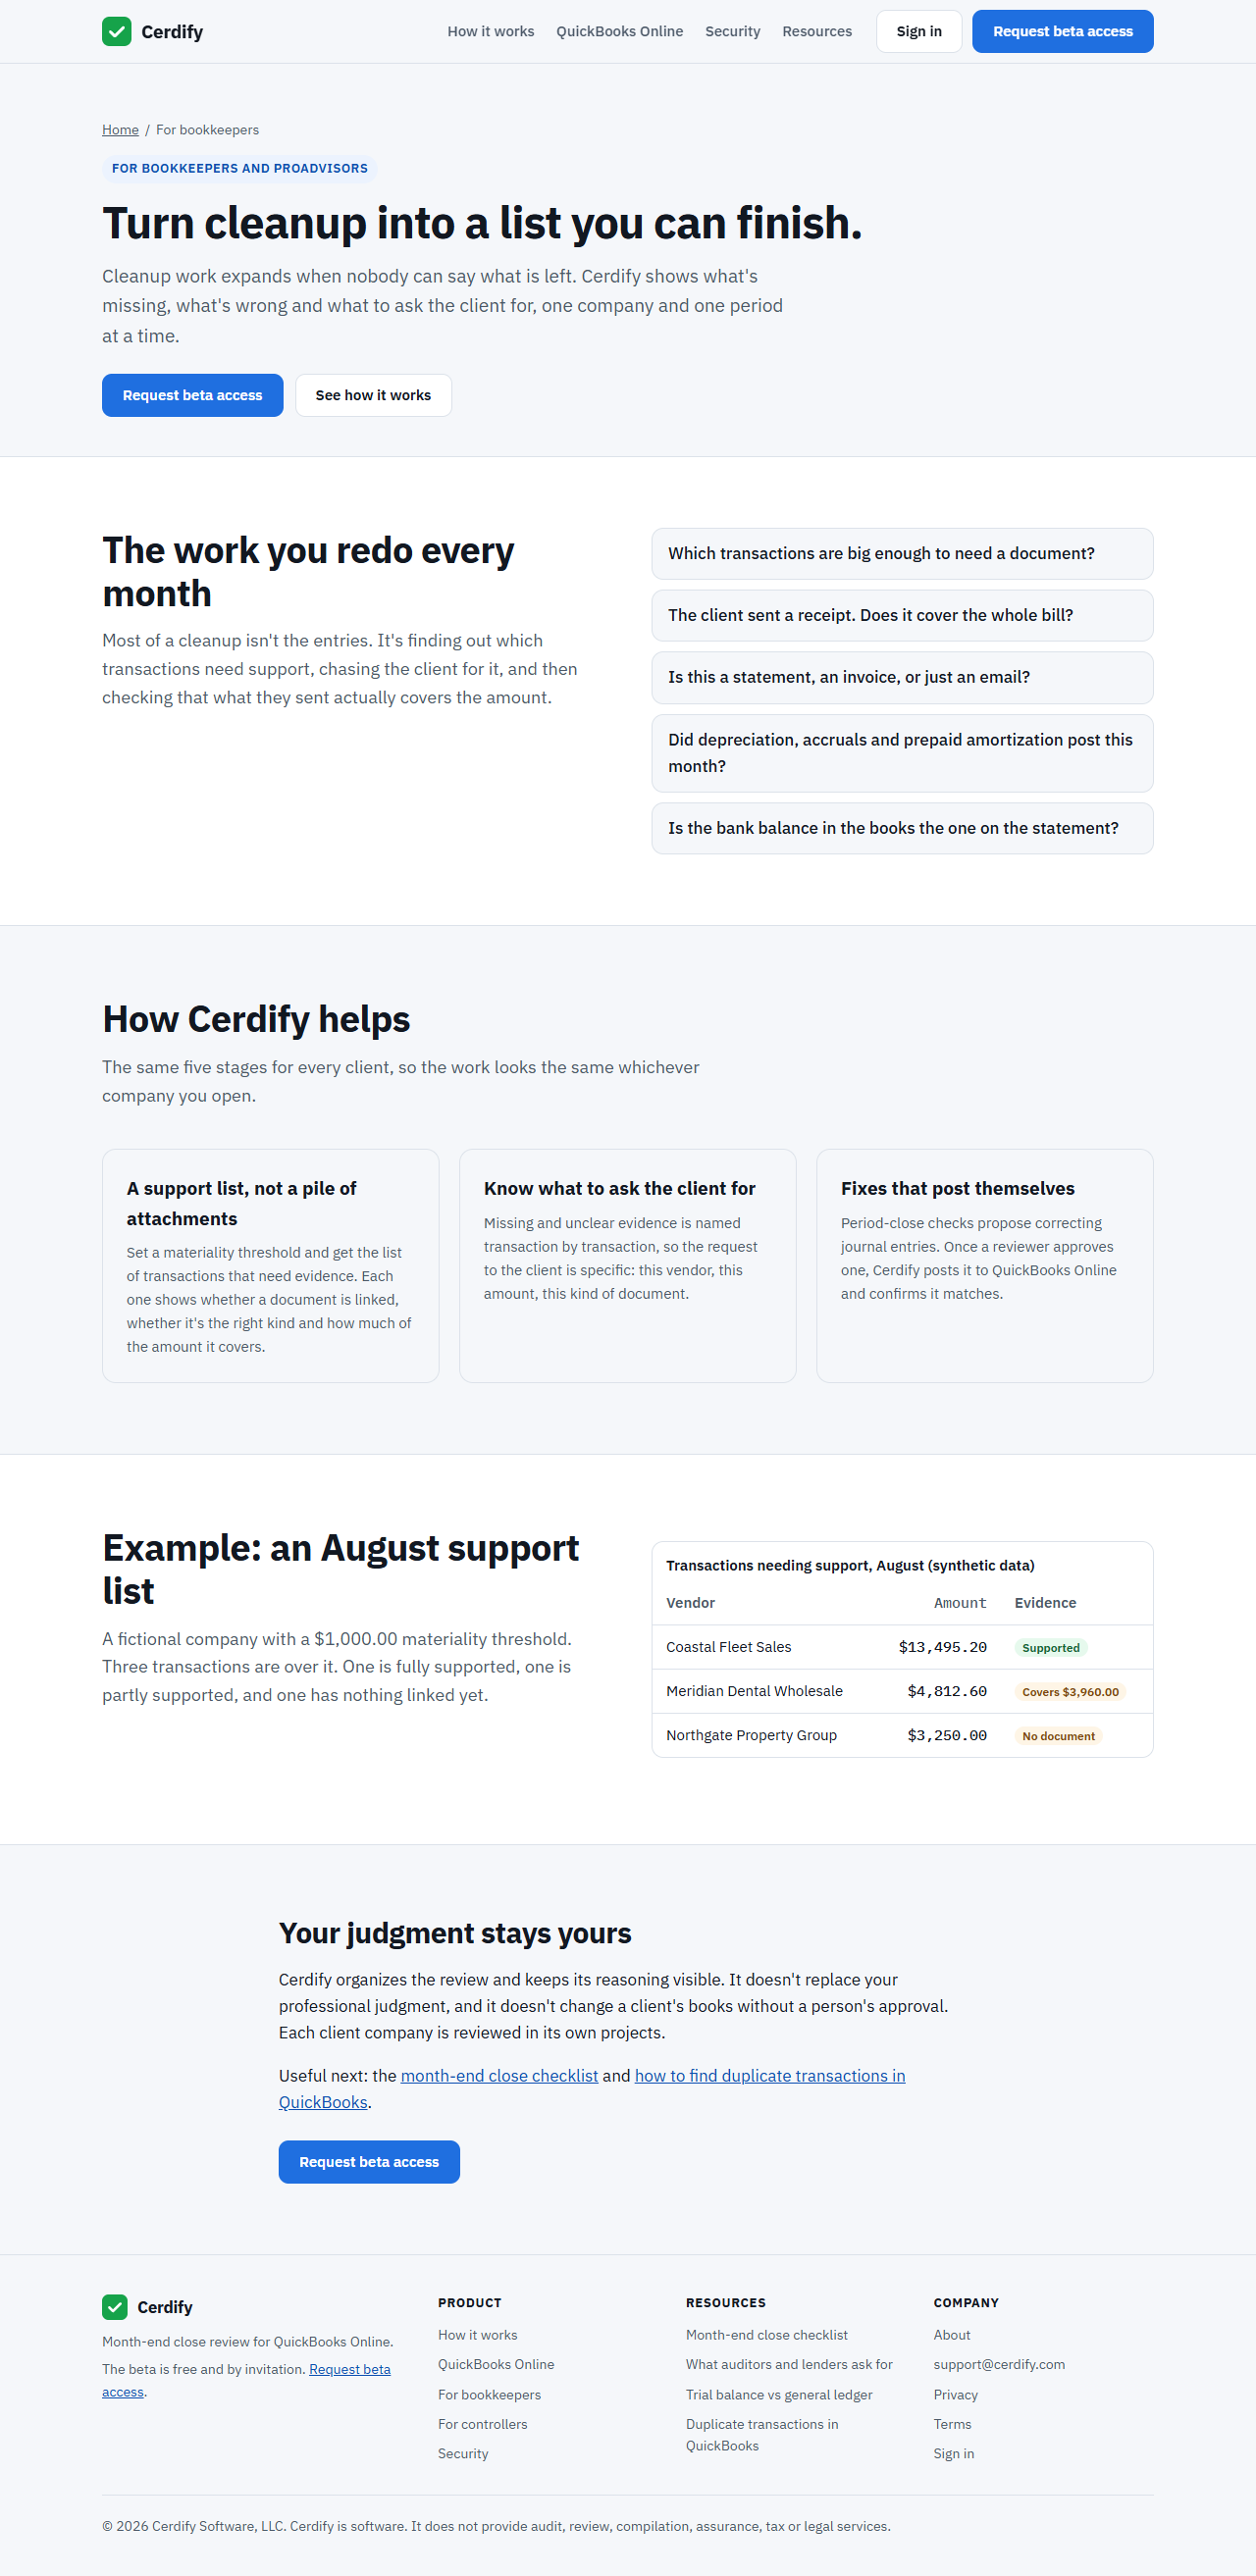 Cerdify
How it works
QuickBooks Online
Security
Resources
Sign in
Request beta access
Home / For bookkeepers
FOR BOOKKEEPERS AND PROADVISORS
Turn cleanup into a list you can finish.
Cleanup work expands when nobody can say what is left. Cerdify shows what's
missing, what's wrong and what to ask the client for, one company and one period
at a time.
Request beta access
See how it works
The work you redo every
month
Most of a cleanup isn't the entries. It's finding out which
transactions need support, chasing the client for it, and then
checking that what they sent actually covers the amount.
Which transactions are big enough to need a document?
The client sent a receipt. Does it cover the whole bill?
Is this a statement, an invoice, or just an email?
Did depreciation, accruals and prepaid amortization post this
month?
Is the bank balance in the books the one on the statement?
How Cerdify helps
The same five stages for every client, so the work looks the same whichever
company you open.
A support list, not a pile of
attachments
Set a materiality threshold and get the list
of transactions that need evidence. Each
one shows whether a document is linked,
whether it's the right kind and how much of
the amount it covers.
Know what to ask the client for
Missing and unclear evidence is named
transaction by transaction, so the request
to the client is specific: this vendor, this
amount, this kind of document.
Fixes that post themselves
Period-close checks propose correcting
journal entries. Once a reviewer approves
one, Cerdify posts it to QuickBooks Online
and confirms it matches.
Example: an August support
list
A fictional company with a $1,000.00 materiality threshold.
Three transactions are over it. One is fully supported, one is
partly supported, and one has nothing linked yet.
Transactions needing support, August (synthetic data)
Vendor Amount Evidence
Coastal Fleet Sales $13,495.20 Supported
Meridian Dental Wholesale $4,812.60 Covers $3,960.00
Northgate Property Group $3,250.00 No document
Your judgment stays yours
Cerdify organizes the review and keeps its reasoning visible. It doesn't replace your
professional judgment, and it doesn't change a client's books without a person's approval.
Each client company is reviewed in its own projects.
Useful next: the month-end close checklist and how to find duplicate transactions in
QuickBooks.
Request beta access
Cerdify
Month-end close review for QuickBooks Online.
The beta is free and by invitation. Request beta
access.
PRODUCT
How it works
QuickBooks Online
For bookkeepers
For controllers
Security
RESOURCES
Month-end close checklist
What auditors and lenders ask for
Trial balance vs general ledger
Duplicate transactions in
QuickBooks
COMPANY
About
support@cerdify.com
Privacy
Terms
Sign in
© 2026 Cerdify Software, LLC. Cerdify is software. It does not provide audit, review, compilation, assurance, tax or legal services.